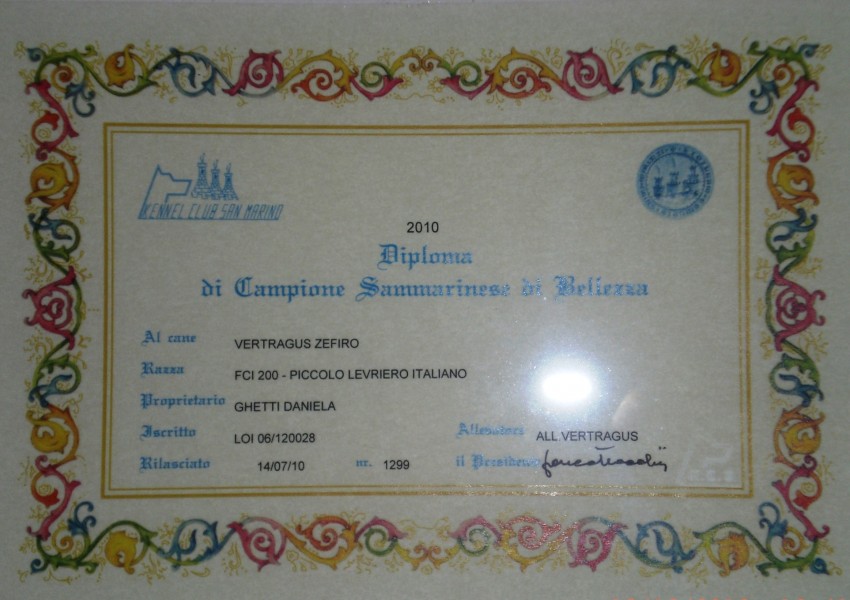 KENNEL CLUB SAN MARINO
2010
Diploma
di Campione Sammarinese di Bellezza
Al cane VERTRAGUS ZEFIRO
Razza FCI 200 - PICCOLO LEVRIERO ITALIANO
Proprietario GHETTI DANIELA
Iscritto LOI 06/120028 Allevatore ALL.VERTRAGUS
Rilasciato 14/07/10 nr. 1299 il Presidente